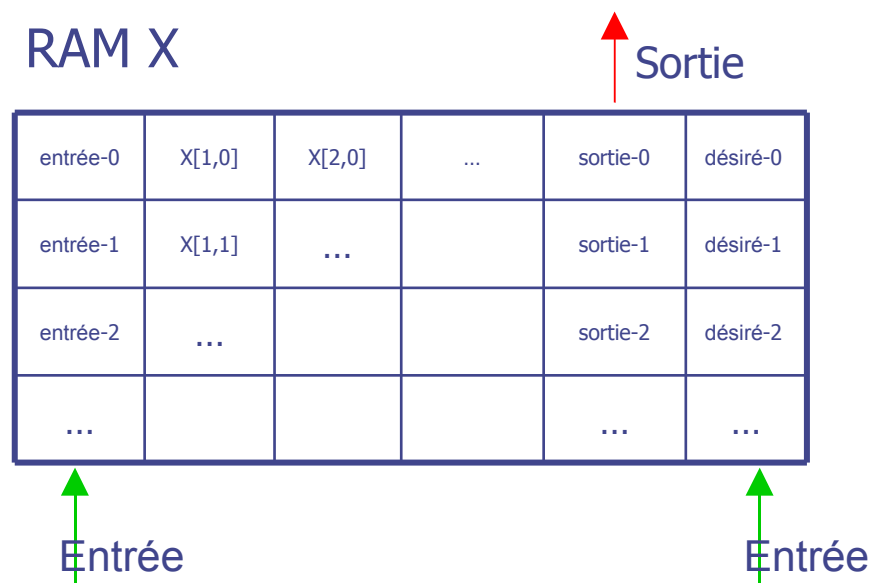 RAM X
Sortie
entrée-0 X[1,0] X[2,0] ... sortie-0 désiré-0
entrée-1 X[1,1] ... sortie-1 désiré-1
entrée-2 ... sortie-2 désiré-2
... ... ...
Entrée Entrée